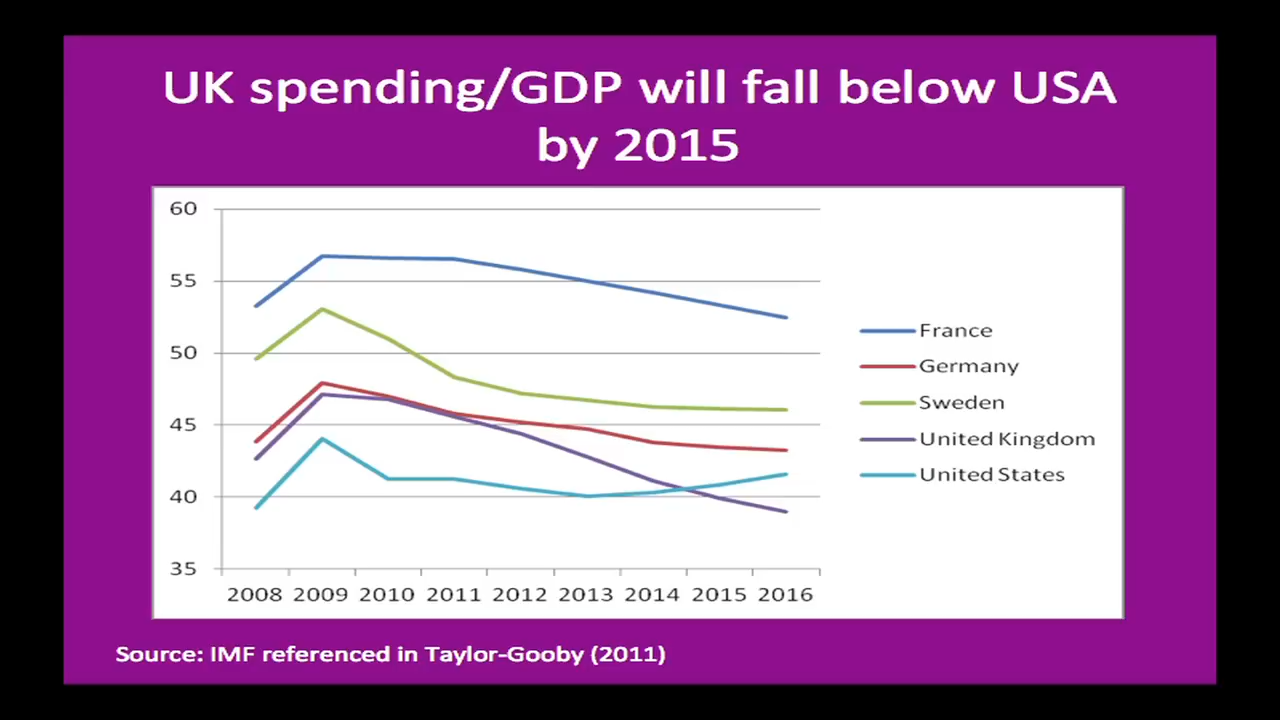 UK spending/GDP will fall below USA
by 2015
60
55
50
45
40
35
2008 2009 2010 2011 2012 2013 2014 2015 2016
France
Germany
Sweden
United Kingdom
United States
Source: IMF referenced in Taylor-Gooby (2011)